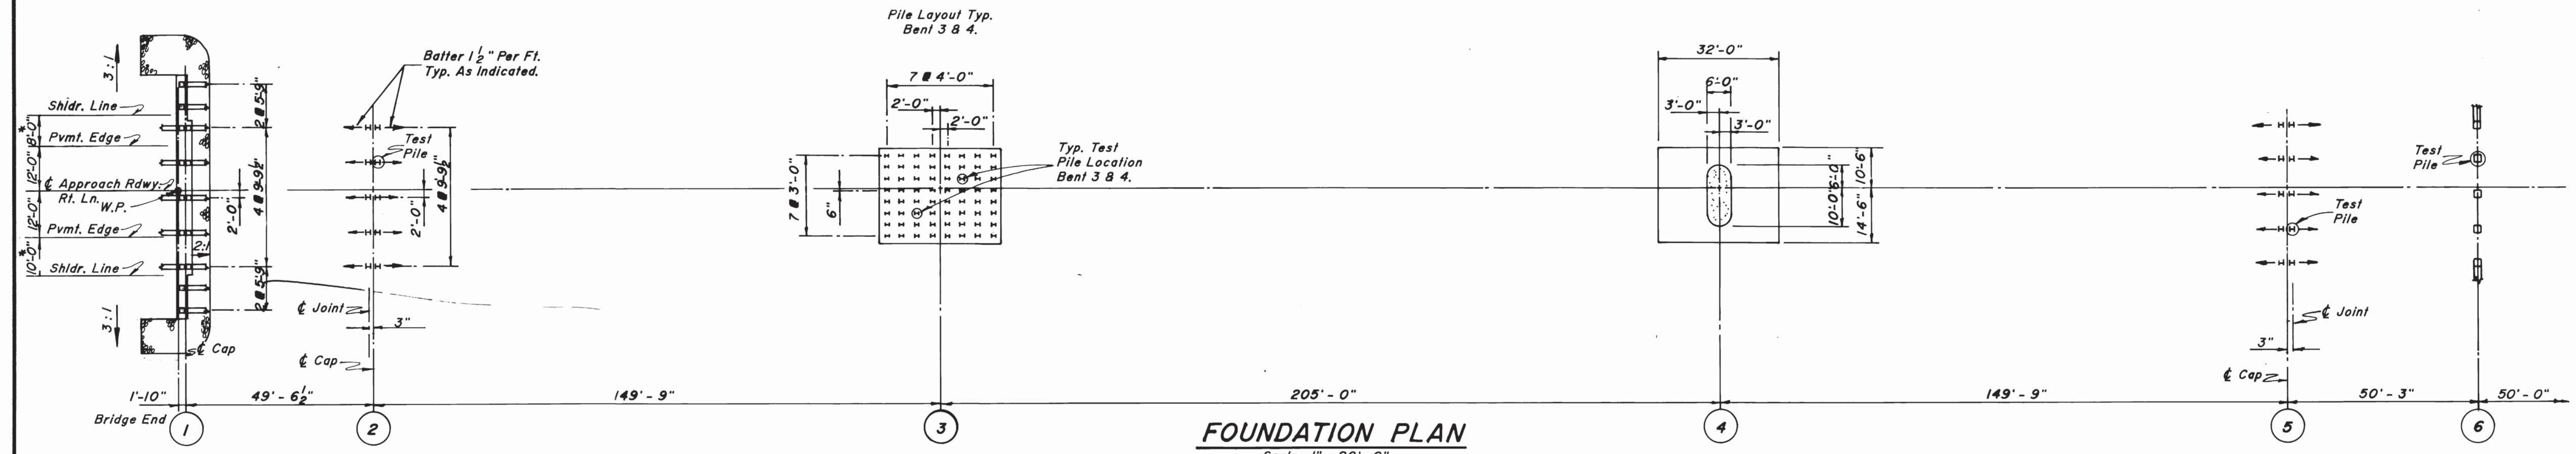 Pile Layout Typ.
Bent 3 & 4.
Batter 1 1/2" Per Ft.
Typ. As Indicated.
3:1
Shldr. Line
Pvmt. Edge
₵ Approach Rdwy.
Rt. Ln.
W.P.
Pvmt. Edge
Shldr. Line
3:1
* 8'-0"
12'-0"
12'-0"
* 10'-0"
2:1
2'-0"
2 @ 5'-9"
4 @ 9'-9 1/2"
2 @ 5'-9"
₵ Cap
Test
Pile
2'-0"
4 @ 9'-9 1/2"
₵ Joint
3"
₵ Cap
7 @ 4'-0"
2'-0"
2'-0"
7 @ 3'-0"
6"
Typ. Test
Pile Location
Bent 3 & 4.
32'-0"
6'-0"
3'-0"
3'-0"
10'-0"
6'-0"
10'-6"
14'-6"
Test
Pile
₵ Joint
3"
₵ Cap
Test
Pile
1'-10"
49'-6 1/2"
149'-9"
205'-0"
149'-9"
50'-3"
50'-0"
Bridge End
1
2
3
4
5
6
FOUNDATION PLAN